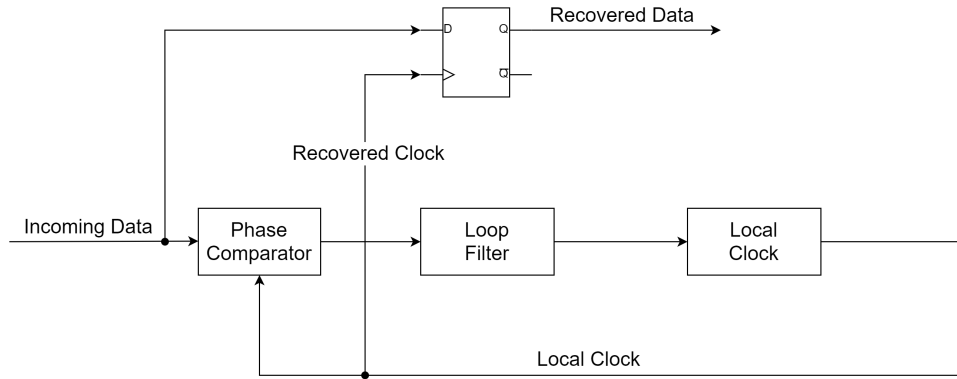 Recovered Data
D
Q
Q̅
Recovered Clock
Incoming Data
Phase
Comparator
Loop
Filter
Local
Clock
Local Clock